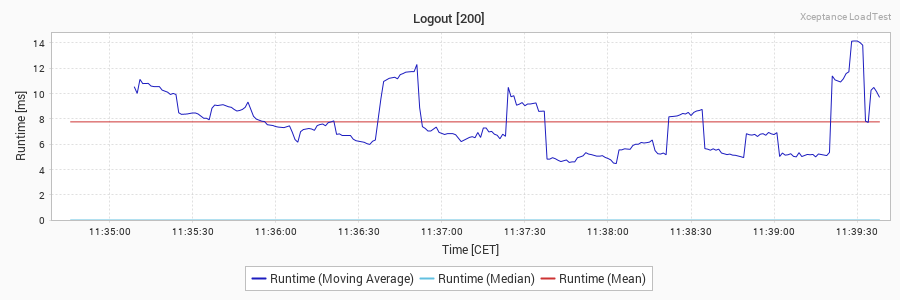 Logout [200]
Xceptance LoadTest
Runtime [ms]
14
12
10
8
6
4
2
0
11:35:00 11:35:30 11:36:00 11:36:30 11:37:00 11:37:30 11:38:00 11:38:30 11:39:00 11:39:30
Time [CET]
Runtime (Moving Average) Runtime (Median) Runtime (Mean)